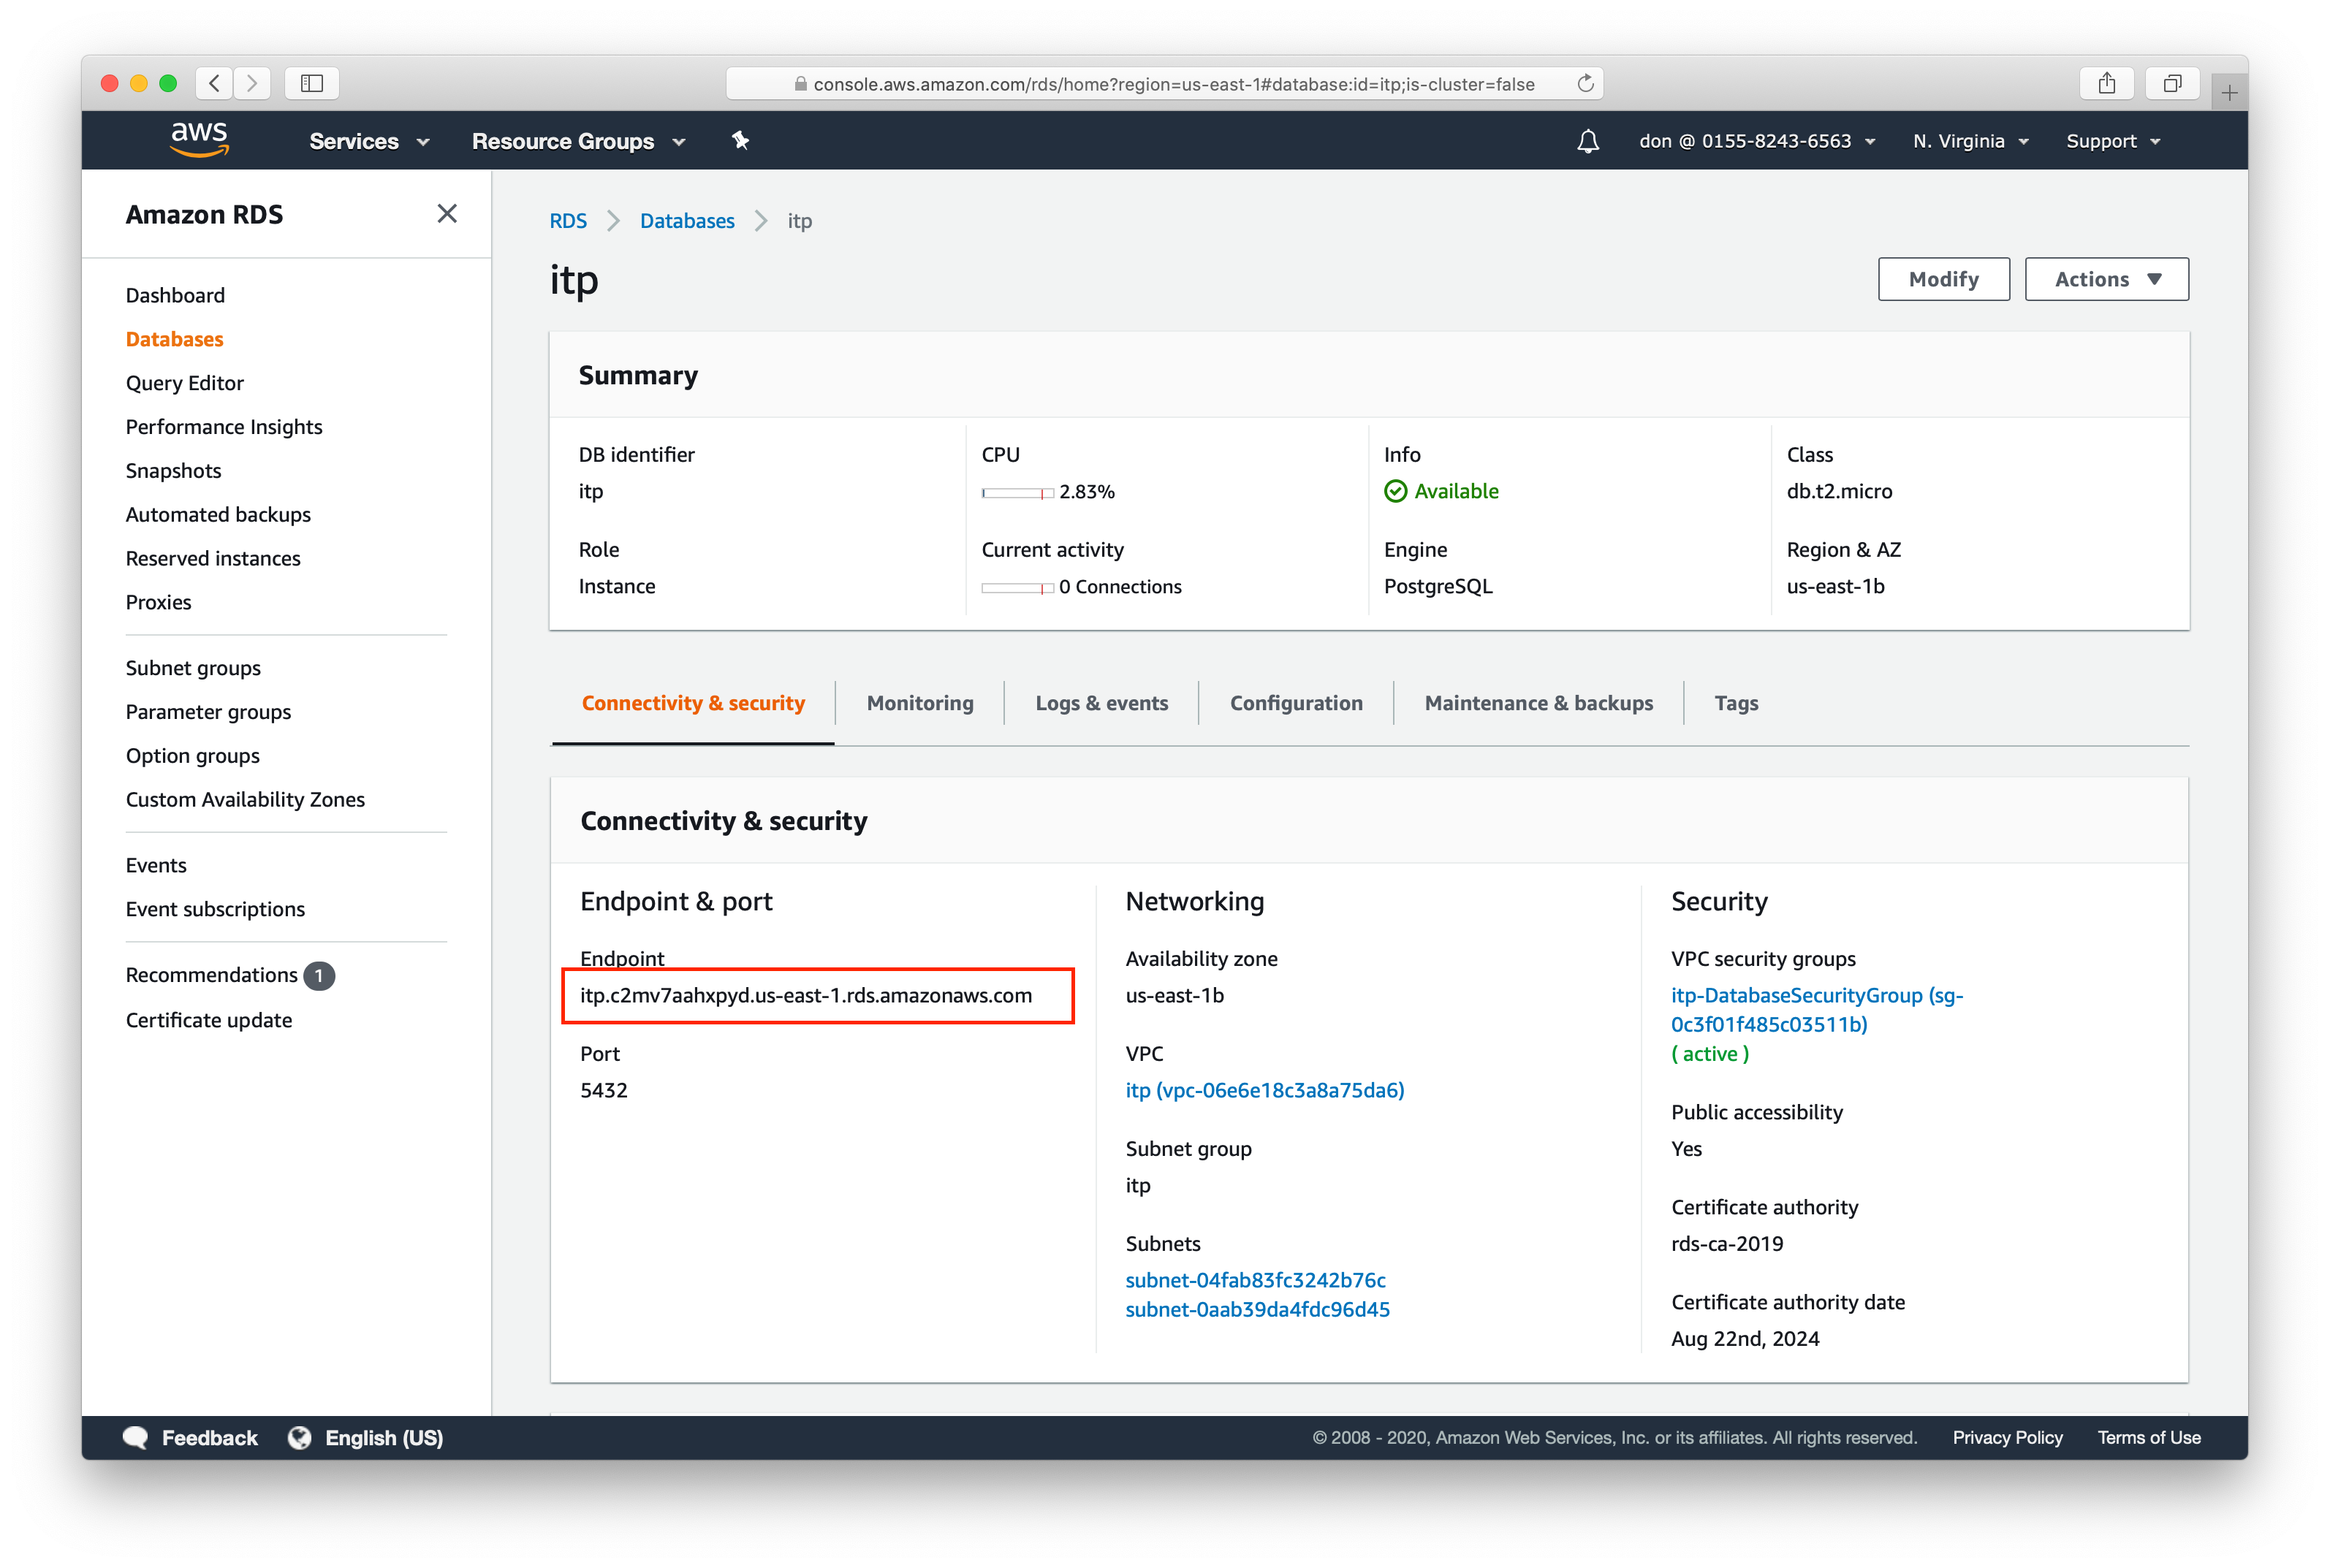 console.aws.amazon.com/rds/home?region=us-east-1#database:id=itp;is-cluster=false
aws
Services
Resource Groups
don @ 0155-8243-6563
N. Virginia
Support
Amazon RDS
Dashboard
Databases
Query Editor
Performance Insights
Snapshots
Automated backups
Reserved instances
Proxies
Subnet groups
Parameter groups
Option groups
Custom Availability Zones
Events
Event subscriptions
Recommendations 1
Certificate update
RDS > Databases > itp
itp
Modify
Actions
Summary
DB identifier
itp
CPU
2.83%
Info
Available
Class
db.t2.micro
Role
Instance
Current activity
0 Connections
Engine
PostgreSQL
Region & AZ
us-east-1b
Connectivity & security
Monitoring
Logs & events
Configuration
Maintenance & backups
Tags
Connectivity & security
Endpoint & port
Endpoint
itp.c2mv7aahxpyd.us-east-1.rds.amazonaws.com
Port
5432
Networking
Availability zone
us-east-1b
VPC
itp (vpc-06e6e18c3a8a75da6)
Subnet group
itp
Subnets
subnet-04fab83fc3242b76c
subnet-0aab39da4fdc96d45
Security
VPC security groups
itp-DatabaseSecurityGroup (sg-
0c3f01f485c03511b)
( active )
Public accessibility
Yes
Certificate authority
rds-ca-2019
Certificate authority date
Aug 22nd, 2024
Feedback
English (US)
© 2008 - 2020, Amazon Web Services, Inc. or its affiliates. All rights reserved.
Privacy Policy
Terms of Use